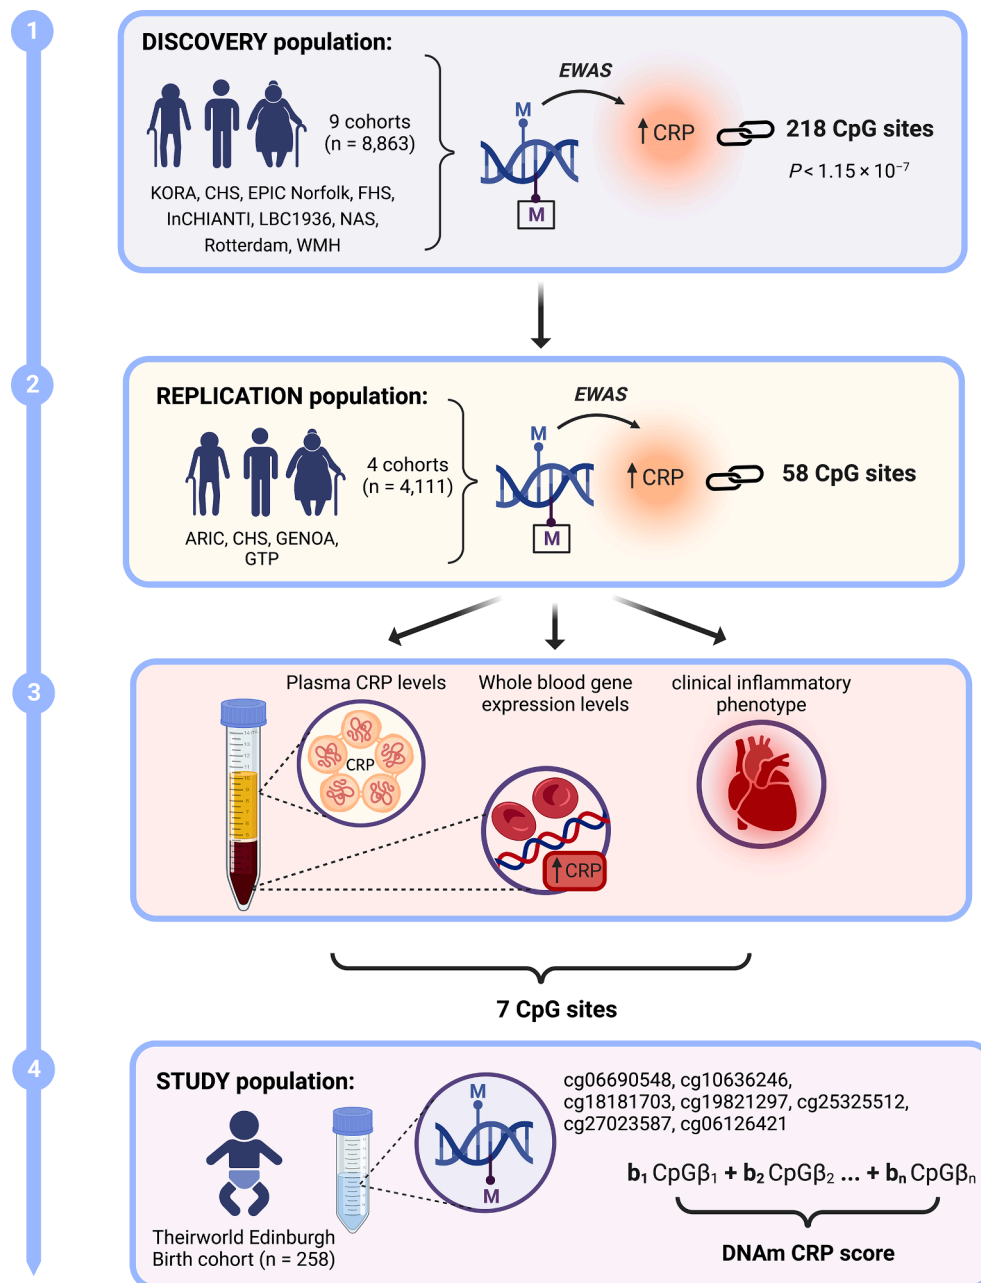 1
DISCOVERY population:
9 cohorts
(n = 8,863)
KORA, CHS, EPIC Norfolk, FHS,
InCHIANTI, LBC1936, NAS,
Rotterdam, WMH
EWAS
M
M
↑ CRP
218 CpG sites
P < 1.15 × 10⁻⁷
2
REPLICATION population:
4 cohorts
(n = 4,111)
ARIC, CHS, GENOA,
GTP
EWAS
M
M
↑ CRP
58 CpG sites
3
Plasma CRP levels
CRP
Whole blood gene
expression levels
↑ CRP
clinical inflammatory
phenotype
7 CpG sites
4
STUDY population:
Theirworld Edinburgh
Birth cohort (n = 258)
M
M
cg06690548, cg10636246,
cg18181703, cg19821297, cg25325512,
cg27023587, cg06126421
b₁ CpGβ₁ + b₂ CpGβ₂ ... + bₙ CpGβₙ
DNAm CRP score